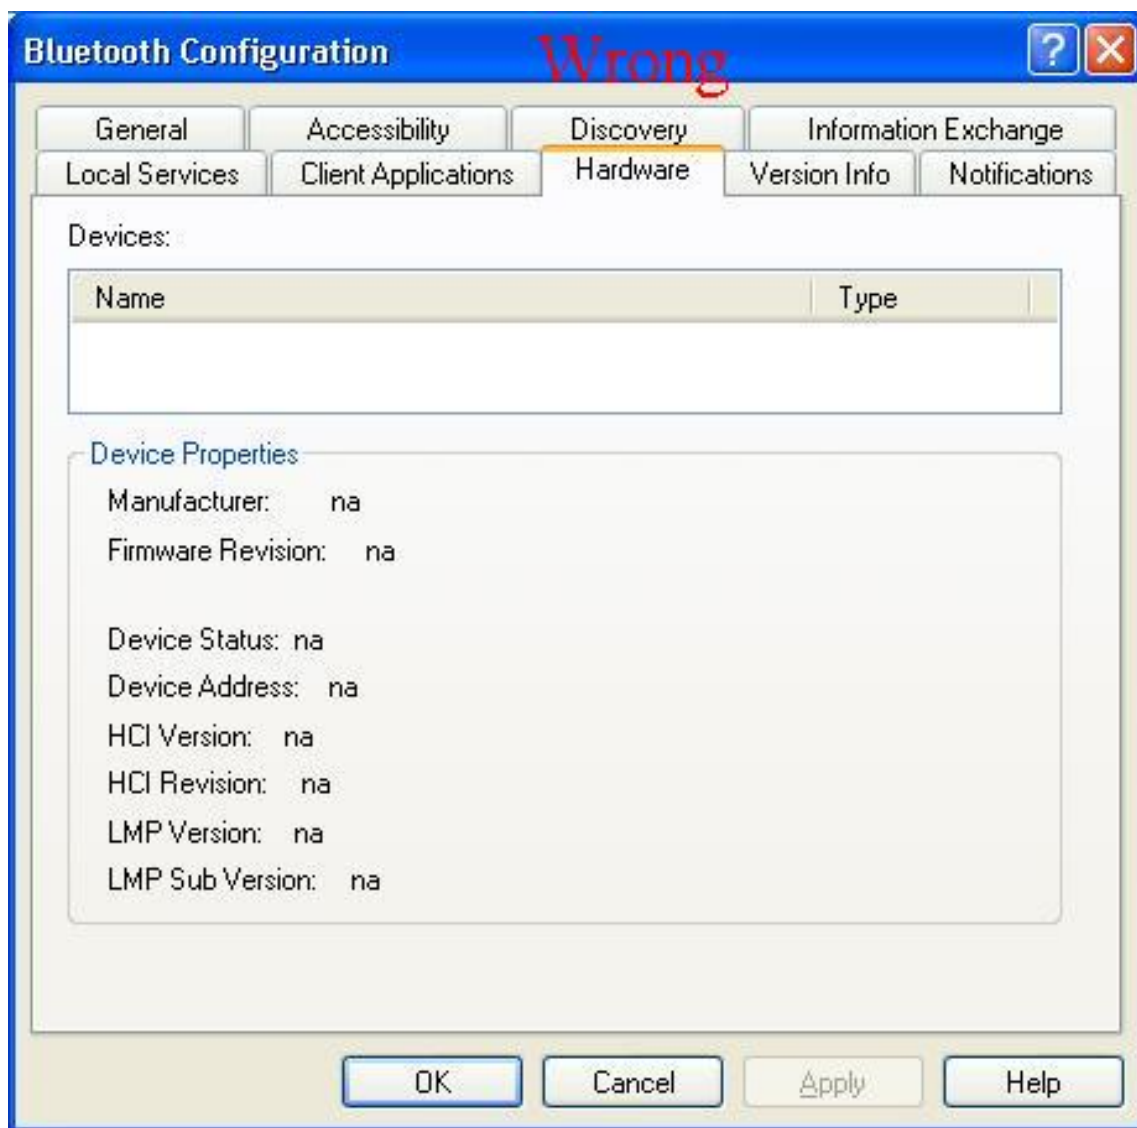 Bluetooth Configuration Wrong ?
General Accessibility Discovery Information Exchange
Local Services Client Applications Hardware Version Info Notifications
Devices:
Name Type
Device Properties
Manufacturer: na
Firmware Revision: na
Device Status: na
Device Address: na
HCI Version: na
HCI Revision: na
LMP Version: na
LMP Sub Version: na
OK Cancel Apply Help